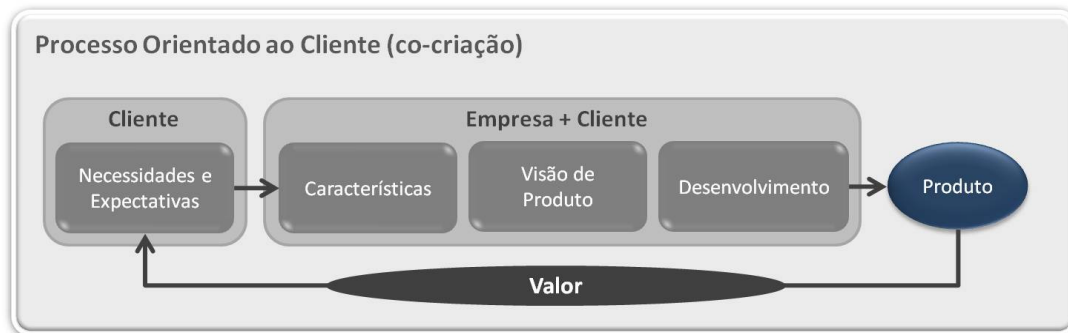 Processo Orientado ao Cliente (co-criação)
Cliente
Empresa + Cliente
Necessidades e
Expectativas
Características
Visão de
Produto
Desenvolvimento
Produto
Valor